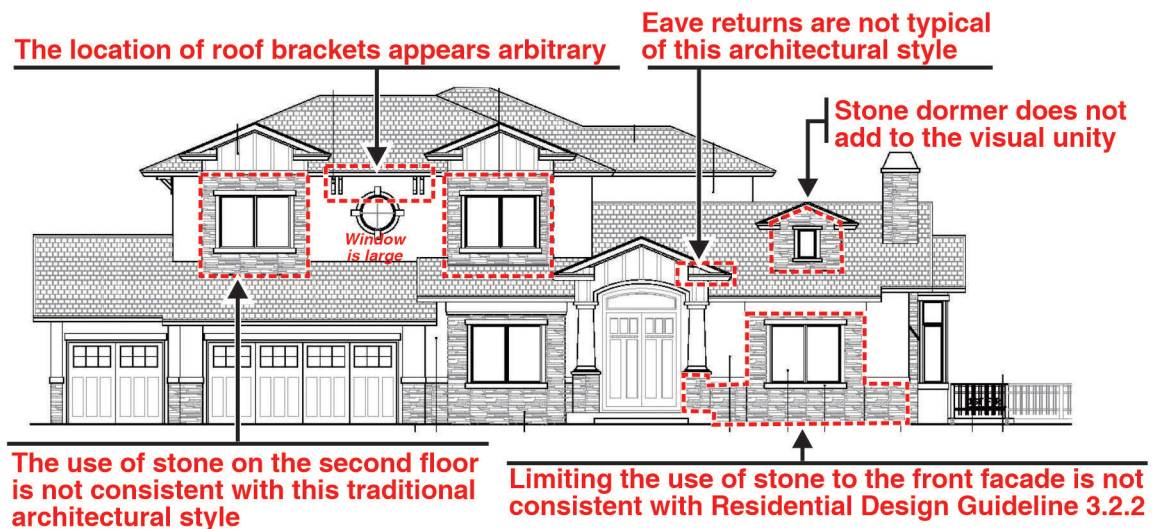 The location of roof brackets appears arbitrary
Eave returns are not typical
of this architectural style
Stone dormer does not
add to the visual unity
Window
is large
The use of stone on the second floor
is not consistent with this traditional
architectural style
Limiting the use of stone to the front facade is not
consistent with Residential Design Guideline 3.2.2